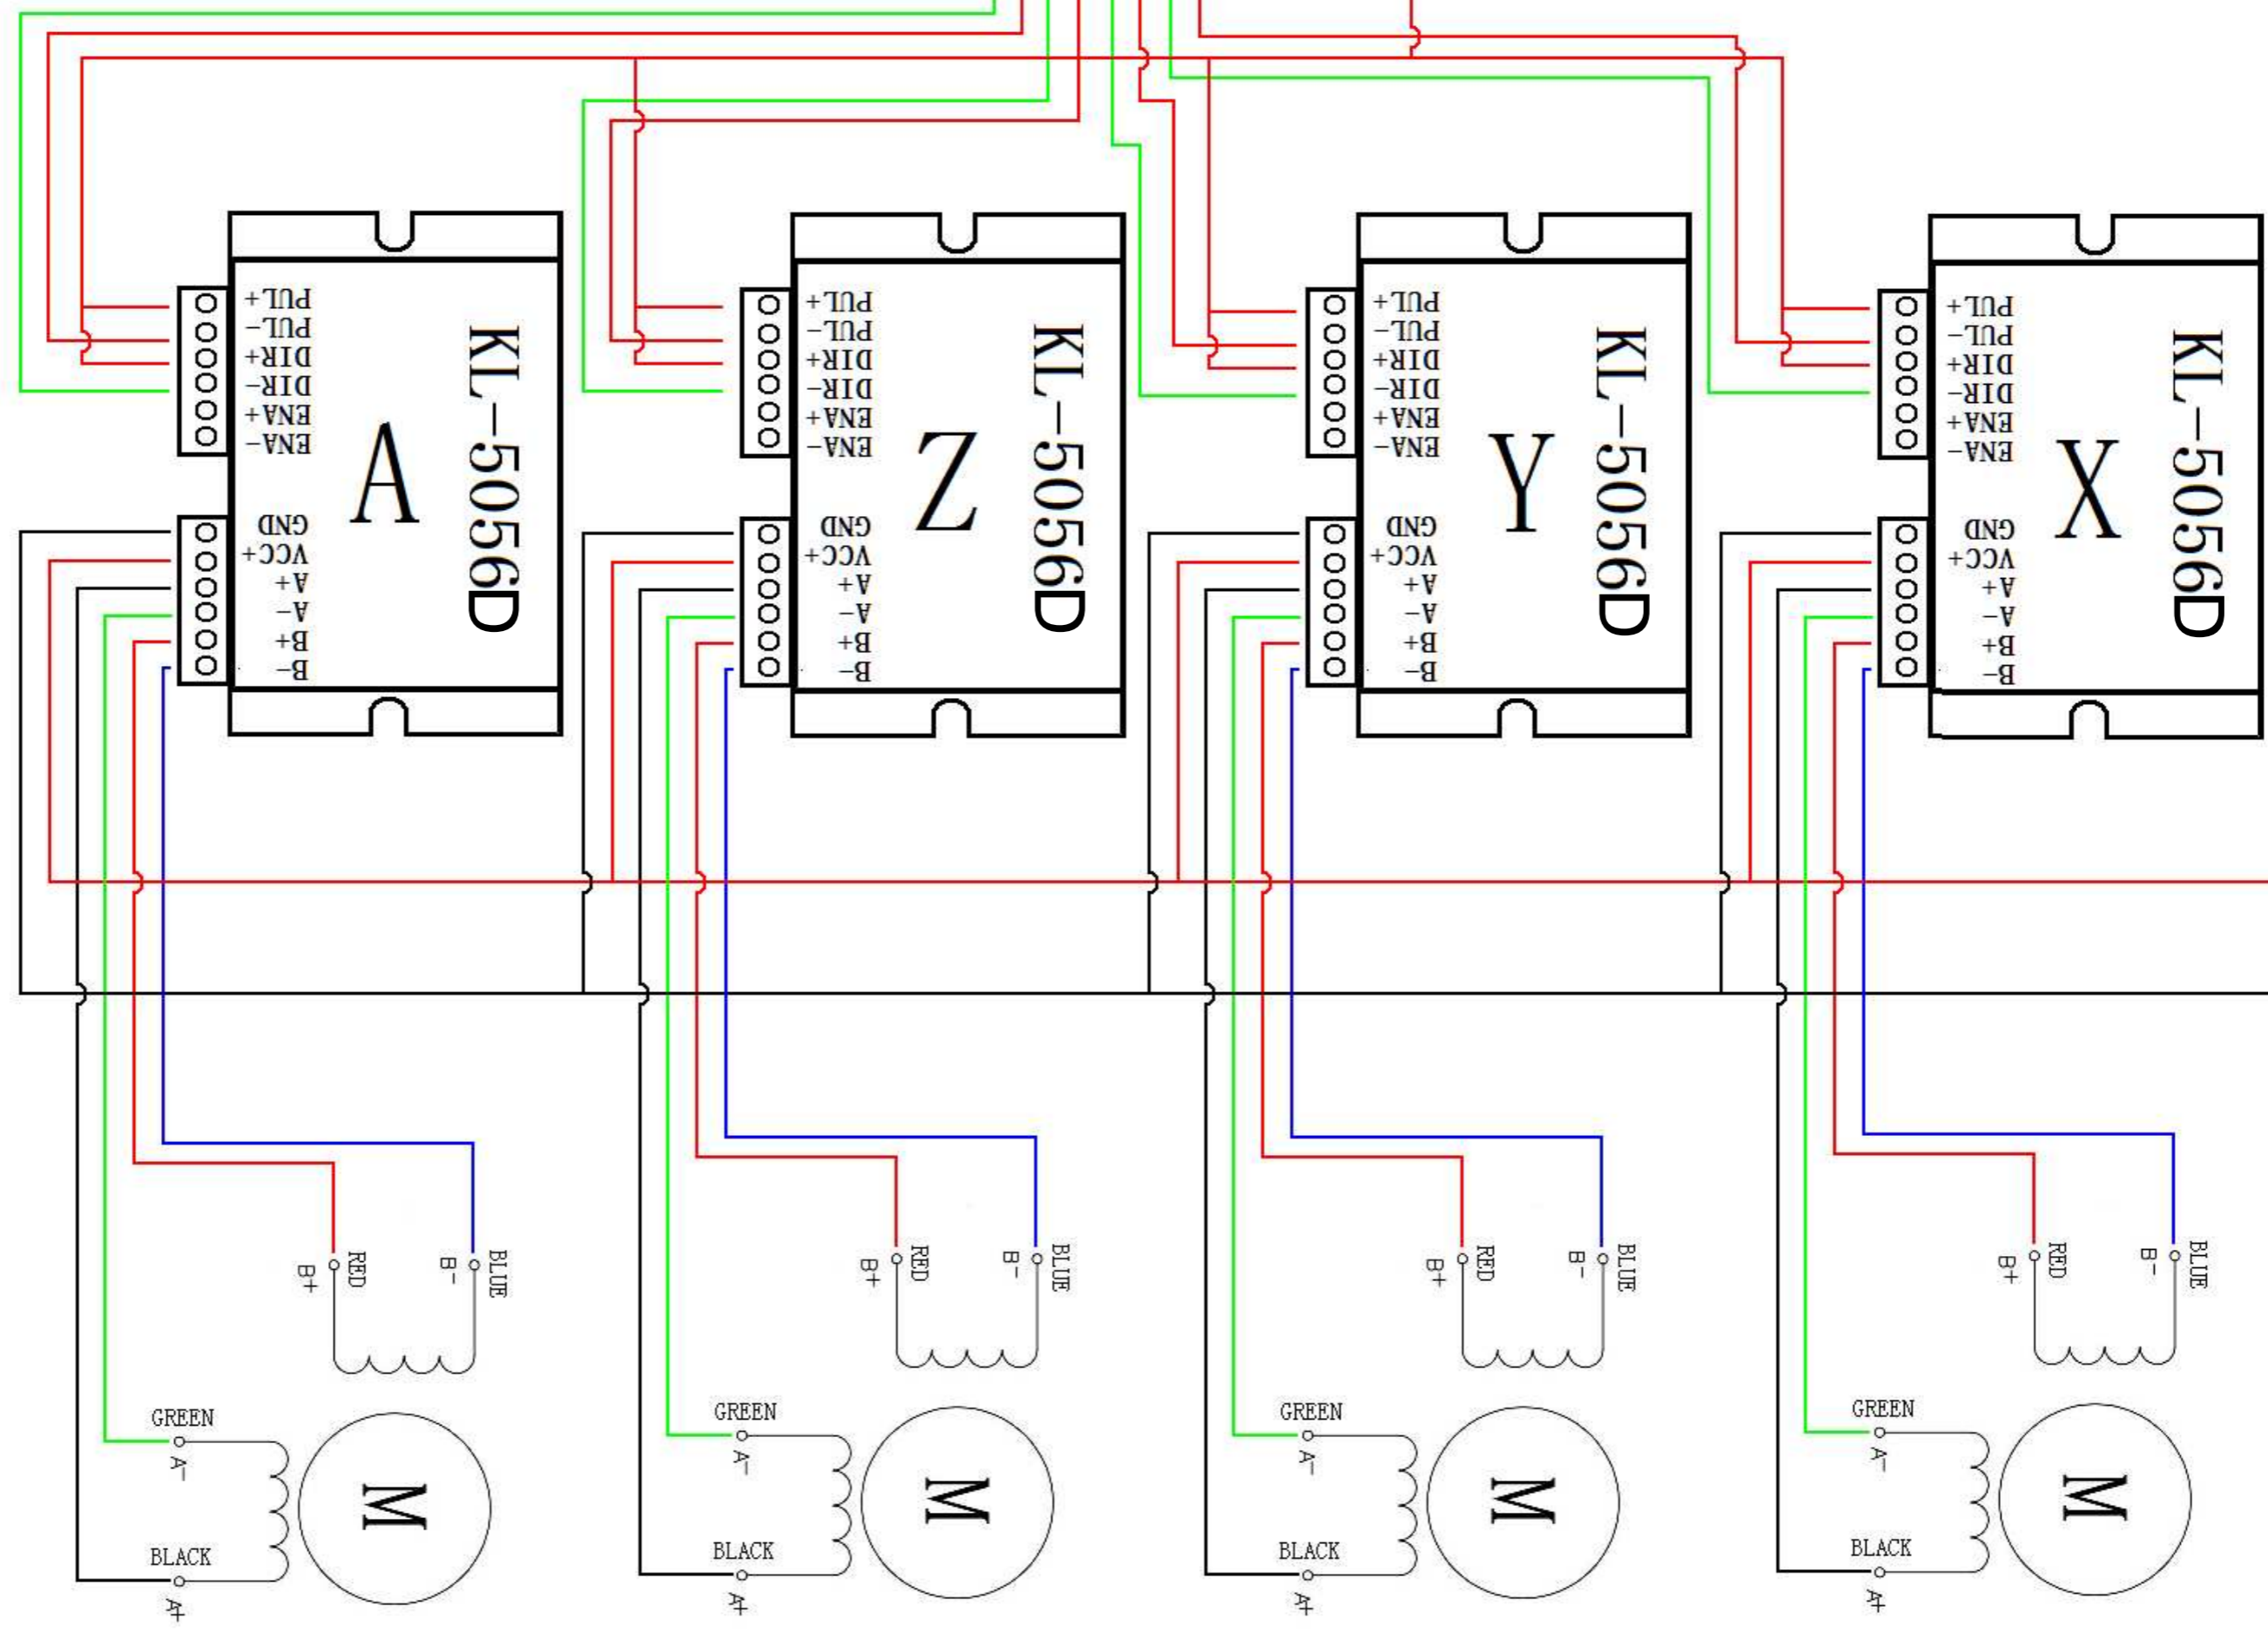 PUL+
PUL-
DIR+
DIR-
ENA+
ENA-
GND
VCC+
A+
A-
B+
B-
A
KL-5056D
PUL+
PUL-
DIR+
DIR-
ENA+
ENA-
GND
VCC+
A+
A-
B+
B-
Z
KL-5056D
PUL+
PUL-
DIR+
DIR-
ENA+
ENA-
GND
VCC+
A+
A-
B+
B-
Y
KL-5056D
PUL+
PUL-
DIR+
DIR-
ENA+
ENA-
GND
VCC+
A+
A-
B+
B-
X
KL-5056D
B+
RED
B-
BLUE
GREEN
A-
M
BLACK
A+
B+
RED
B-
BLUE
GREEN
A-
M
BLACK
A+
B+
RED
B-
BLUE
GREEN
A-
M
BLACK
A+
B+
RED
B-
BLUE
GREEN
A-
M
BLACK
A+